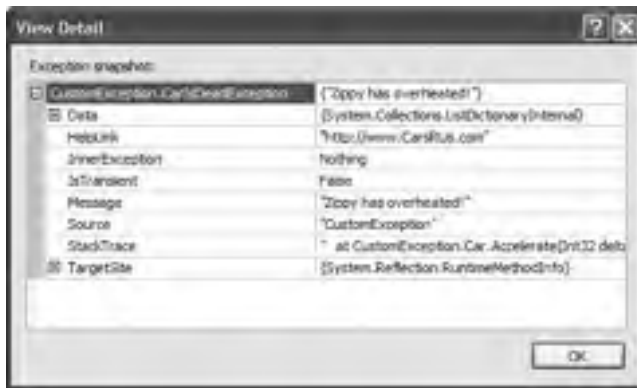 View Detail
Exception snapshot:
CustomException.CarIsDeadException {"Zippy has overheated!"}
Data {System.Collections.ListDictionaryInternal}
HelpLink "http://www.CarsRUs.com"
InnerException Nothing
IsTransient False
Message "Zippy has overheated!"
Source "CustomException"
StackTrace " at CustomException.Car.Accelerate(Int32 delta
TargetSite {System.Reflection.RuntimeMethodInfo}
OK